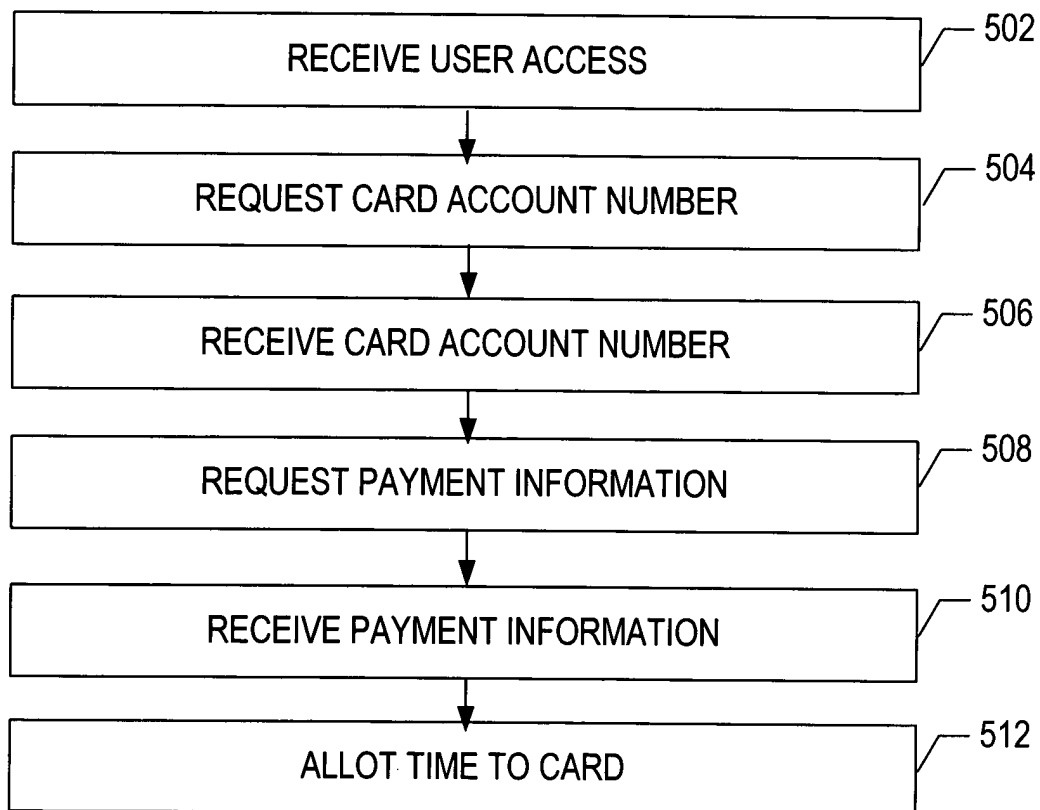 RECEIVE USER ACCESS
502
REQUEST CARD ACCOUNT NUMBER
504
RECEIVE CARD ACCOUNT NUMBER
506
REQUEST PAYMENT INFORMATION
508
RECEIVE PAYMENT INFORMATION
510
ALLOT TIME TO CARD
512